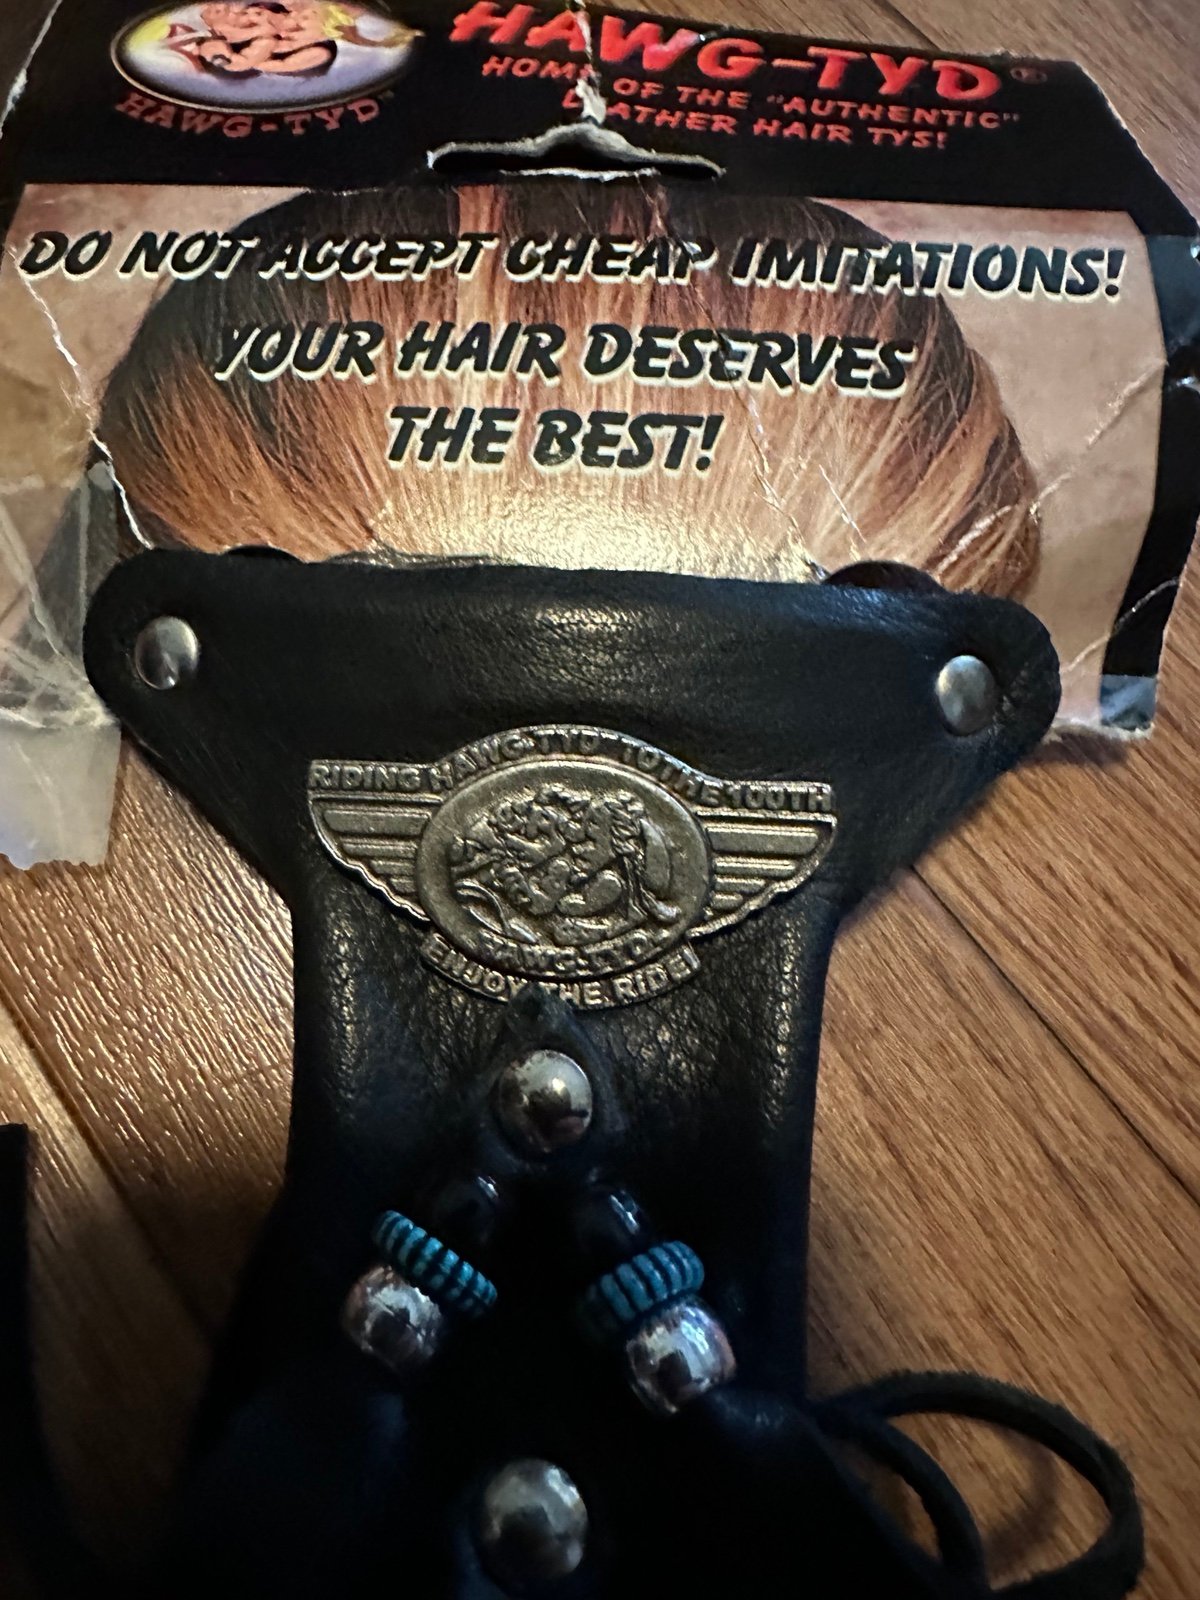 HAWG-TYD®
HOME OF THE "AUTHENTIC"
LEATHER HAIR TYS!
HAWG-TYD™
DO NOT ACCEPT CHEAP IMITATIONS!
YOUR HAIR DESERVES
THE BEST!
RIDING HAWG-TYD TO THE 100TH
HAWG-TYD
ENJOY THE RIDE!